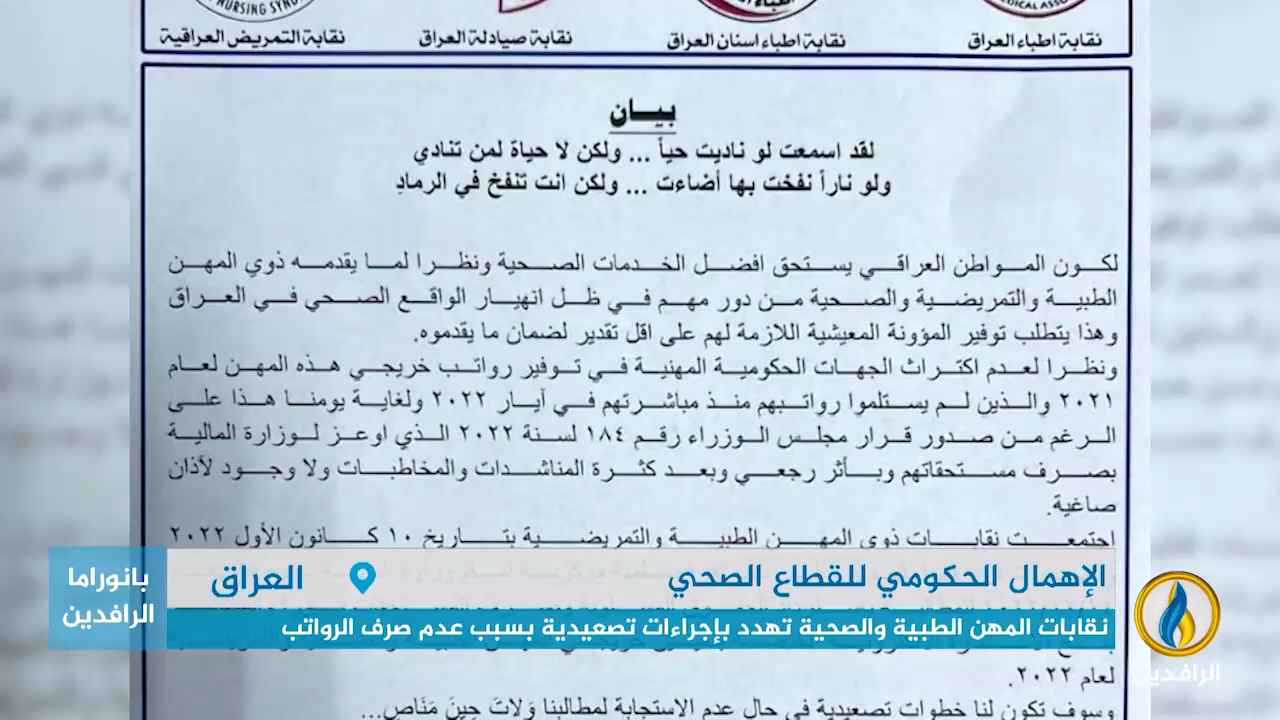 NURSING SYND
EDICAL ASSO
نقابة اطباء العراق
نقابة اطباء اسنان العراق
نقابة صيادلة العراق
نقابة التمريض العراقية
بيـــان
لقد اسمعت لو ناديت حياً ... ولكن لا حياة لمن تنادي
ولو ناراً نفخت بها أضاءت ... ولكن انت تنفخ في الرمادِ
لكون المواطن العراقي يستحق افضل الخدمات الصحية ونظرا لما يقدمه ذوي المهن
الطبية والتمريضية والصحية من دور مهم في ظل انهيار الواقع الصحي في العراق
وهذا يتطلب توفير المؤونة المعيشية اللازمة لهم على اقل تقدير لضمان ما يقدموه.
ونظرا لعدم اكتراث الجهات الحكومية المهنية في توفير رواتب خريجي هذه المهن لعام
٢٠٢١ والذين لم يستلموا رواتبهم منذ مباشرتهم في آيار ٢٠٢٢ ولغاية يومنا هذا على
الرغم من صدور قرار مجلس الوزراء رقم ١٨٤ لسنة ٢٠٢٢ الذي اوعز لوزارة المالية
بصرف مستحقاتهم وبأثر رجعي وبعد كثرة المناشدات والمخاطبات ولا وجود لآذان
صاغية.
اجتمعت نقابات ذوي المهن الطبية والتمريضية بتاريخ ١٠ كانون الأول ٢٠٢٢
لعام ٢٠٢٢.
وسوف تكون لنا خطوات تصعيدية في حال عدم الاستجابة لمطالبنا وَلَاتَ حِينَ مَنَاصٍ...
الإهمال الحكومي للقطاع الصحي
العراق
نقابات المهن الطبية والصحية تهدد بإجراءات تصعيدية بسبب عدم صرف الرواتب
بانوراما
الرافدين
الرافدين